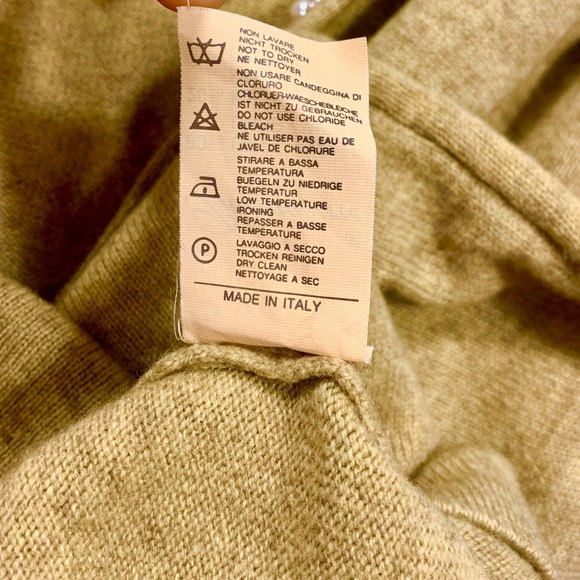 NON LAVARE
NICHT TROCKEN
NOT TO DRY
NE NETTOYER
NON USARE CANDEGGINA DI
CLORURO
CHLORUER-WAESCHEBLEICHE
IST NICHT ZU GEBRAUCHEN
DO NOT USE CHLORIDE
BLEACH
NE UTILISER PAS EAU DE
JAVEL DE CHLORURE
STIRARE A BASSA
TEMPERATURA
BUEGELN ZU NIEDRIGE
TEMPERATUR
LOW TEMPERATURE
IRONING
REPASSER A BASSE
TEMPERATURE
P
LAVAGGIO A SECCO
TROCKEN REINIGEN
DRY CLEAN
NETTOYAGE A SEC
MADE IN ITALY